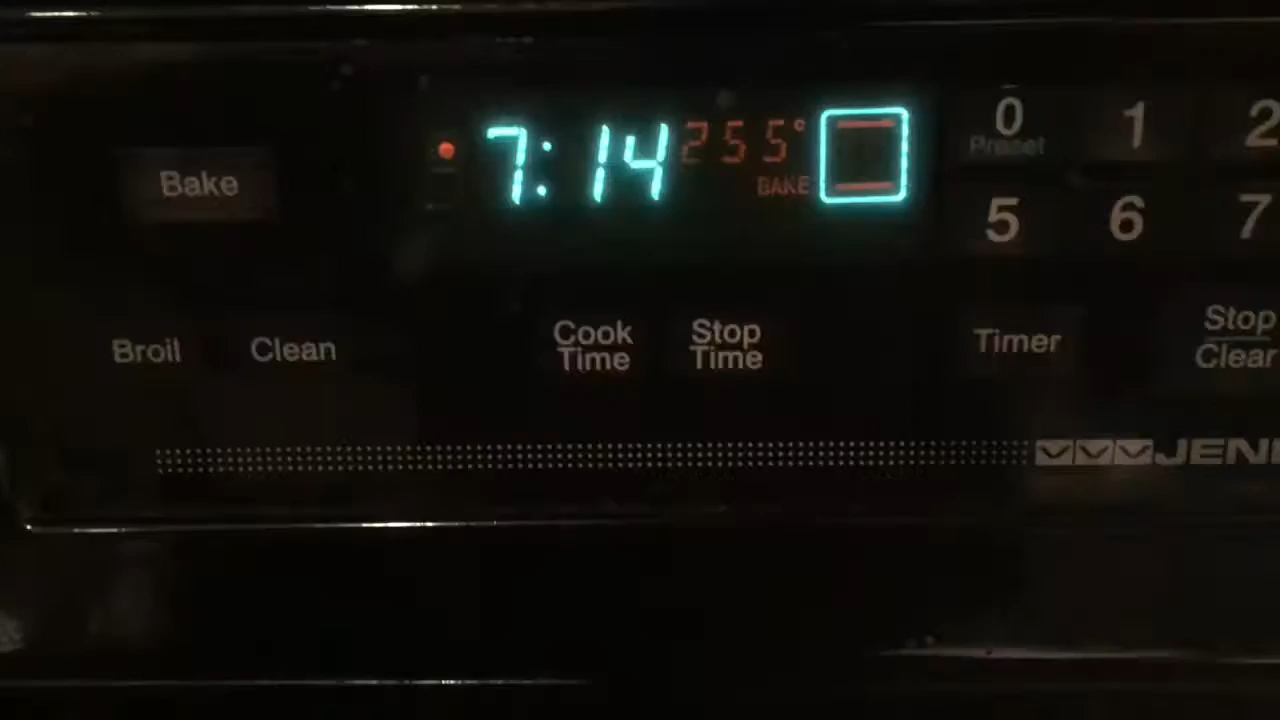 7:14 255° BAKE
0 1 2
Preset
Bake
5 6 7
Broil Clean Cook Time Stop Time Timer Stop Clear
JEN